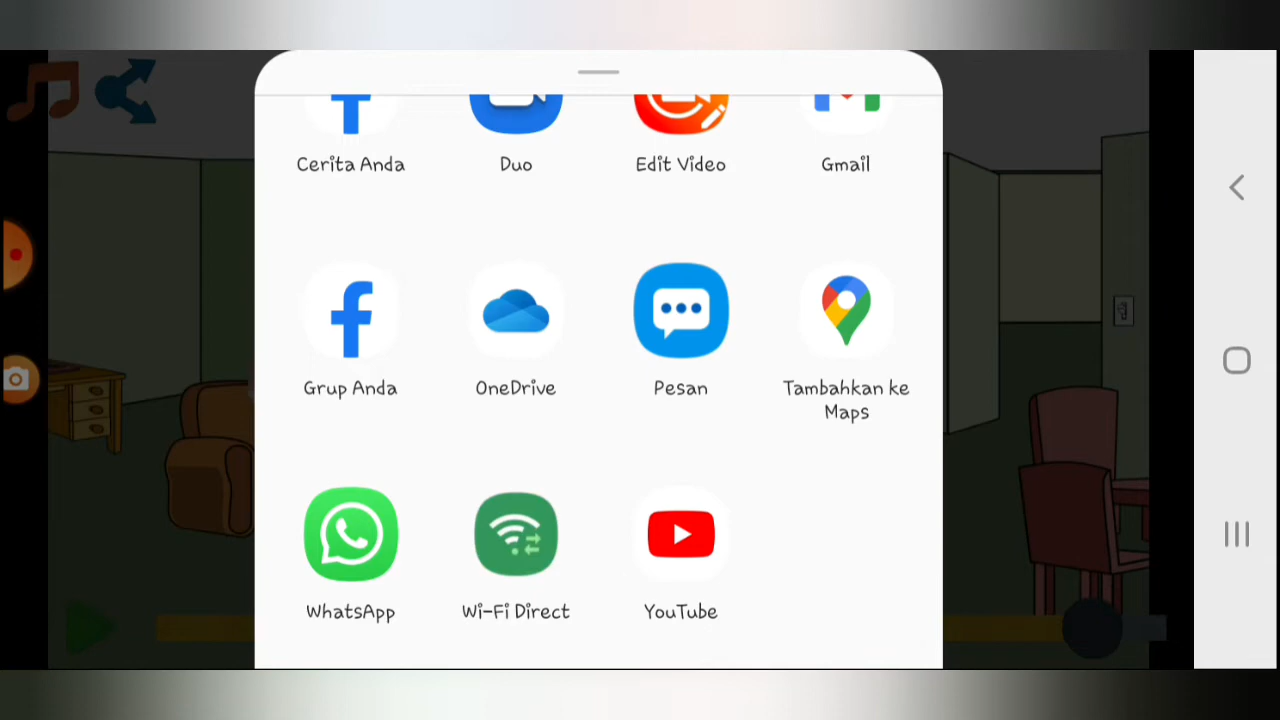 Cerita Anda
Duo
Edit Video
Gmail
Grup Anda
OneDrive
Pesan
Tambahkan ke
Maps
WhatsApp
Wi-Fi Direct
YouTube